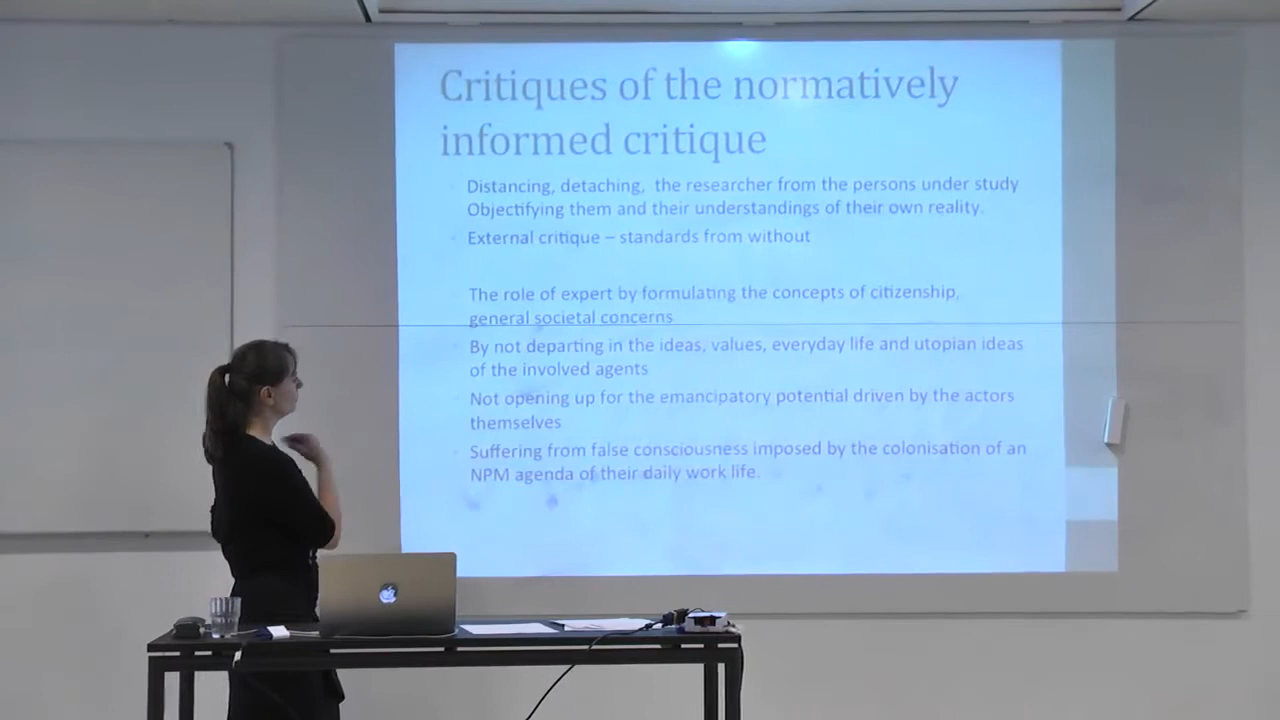 Critiques of the normatively
informed critique
Distancing, detaching, the researcher from the persons under study
Objectifying them and their understandings of their own reality.
External critique – standards from without
The role of expert by formulating the concepts of citizenship,
general societal concerns
By not departing in the ideas, values, everyday life and utopian ideas
of the involved agents
Not opening up for the emancipatory potential driven by the actors
themselves
Suffering from false consciousness imposed by the colonisation of an
NPM agenda of their daily work life.